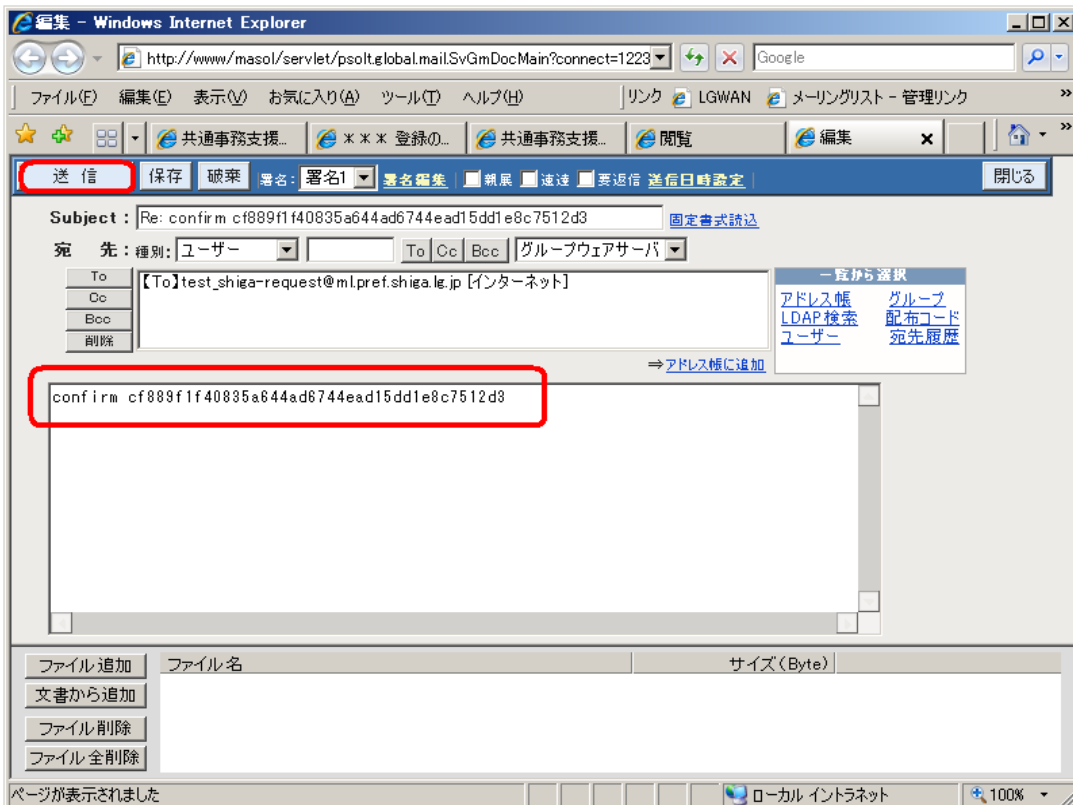 編集 - Windows Internet Explorer
http://www/masol/servlet/psolt.global.mail.SvGmDocMain?connect=1223
Google
ファイル(F) 編集(E) 表示(V) お気に入り(A) ツール(T) ヘルプ(H)
リンク LGWAN メーリングリスト - 管理リンク »
共通事務支援... ＊＊＊ 登録の... 共通事務支援... 閲覧 編集 x »
送 信 保存 破棄 署名: 署名1 署名編集 親展 速達 要返信 送信日時設定 閉じる
Subject : Re: confirm cf889f1f40835a644ad6744ead15dd1e8c7512d3 固定書式読込
宛 先 : 種別: ユーザー To Cc Bcc グループウェアサーバ
To
Cc
Bcc
削除
【To】test_shiga-request@ml.pref.shiga.lg.jp [インターネット]
一覧から選択
アドレス帳 グループ
LDAP検索 配布コード
ユーザー 宛先履歴
⇒アドレス帳に追加
confirm cf889f1f40835a644ad6744ead15dd1e8c7512d3
ファイル追加 ファイル名 サイズ(Byte)
文書から追加
ファイル削除
ファイル全削除
ページが表示されました ローカル イントラネット 100%